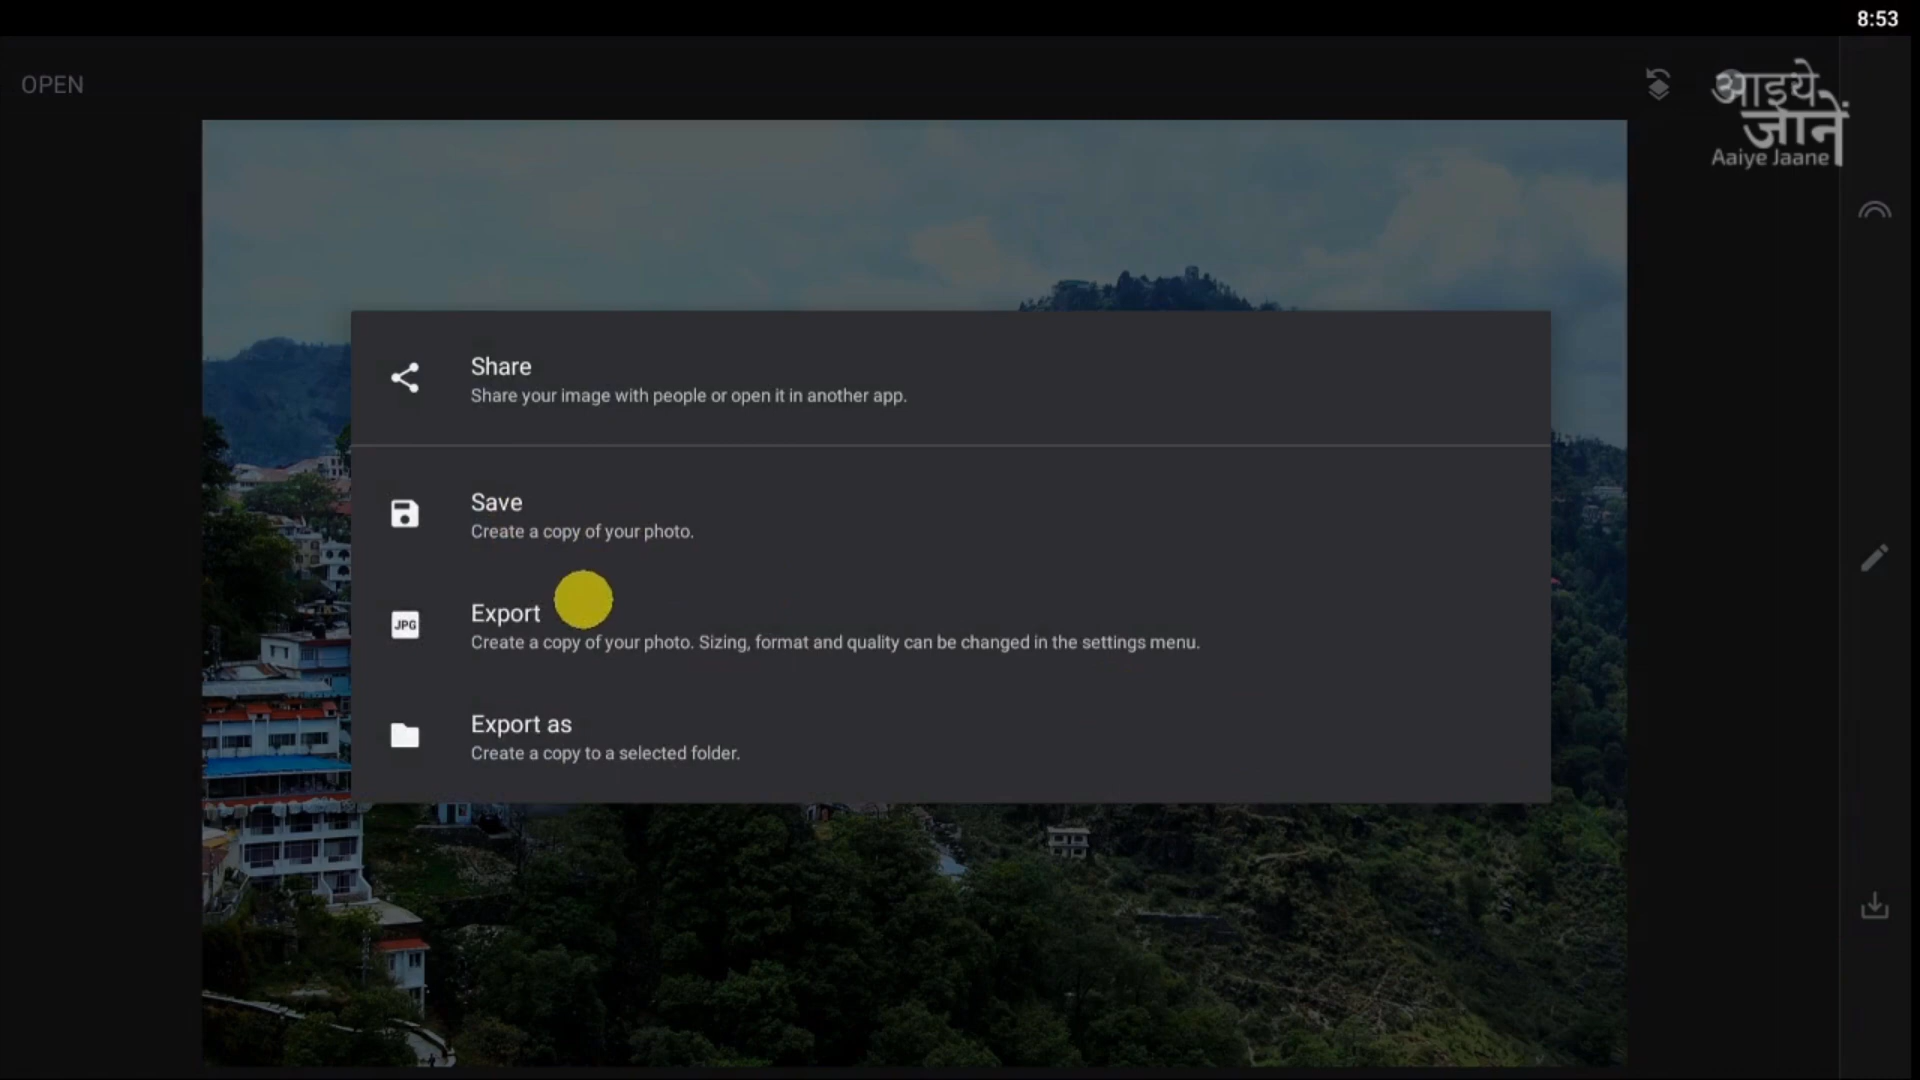 8:53
OPEN
आइये
जानें
Aaiye Jaane
Share
Share your image with people or open it in another app.
Save
Create a copy of your photo.
JPG
Export
Create a copy of your photo. Sizing, format and quality can be changed in the settings menu.
Export as
Create a copy to a selected folder.